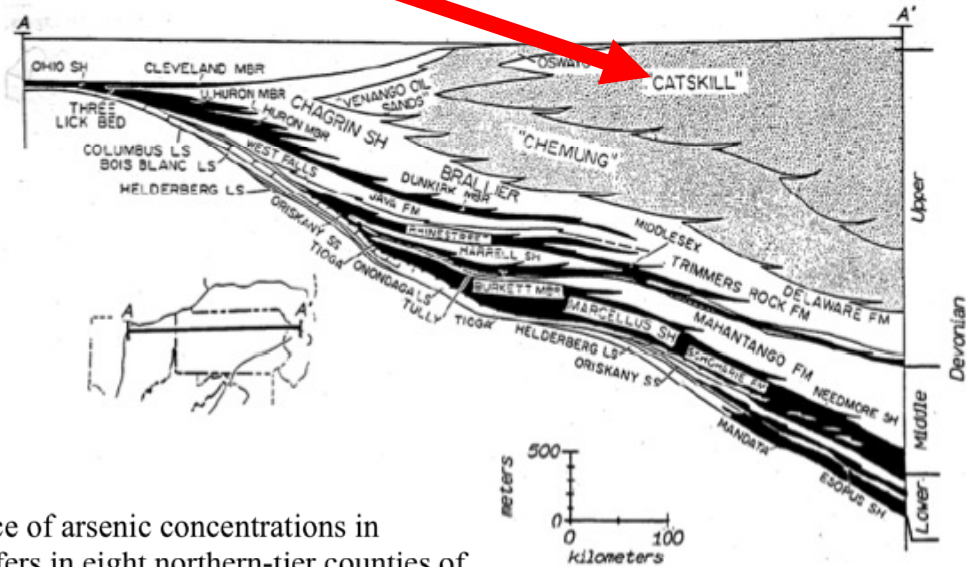 A
A'
OHIO SH
CLEVELAND MBR
THREE
LICK BED
U. HURON MBR
L. HURON MBR
CHAGRIN SH
"VENANGO OIL
SANDS"
"CATSKILL"
"CHEMUNG"
COLUMBUS LS
BOIS BLANC LS
HELDERBERG LS
WEST FALLS
BRALLIER
DUNKIRK MBR
JAVA FM
RHINESTREET
HARRELL SH
ORISKANY SS
TIOGA
ONONDAGA LS
TULLY
BURKETT MBR
TIOGA
MARCELLUS SH
MIDDLESEX
TRIMMERS ROCK FM
DELAWARE FM
MAHANTANGO FM
HELDERBERG LS
ORISKANY SS
SCHOHARIE FM
NEEDMORE SH
MANDATA
ESOPUS SH
Upper
Middle
Lower
Devonian
A
A'
500
meters
0
0
100
kilometers
ce of arsenic concentrations in
fers in eight northern-tier counties of